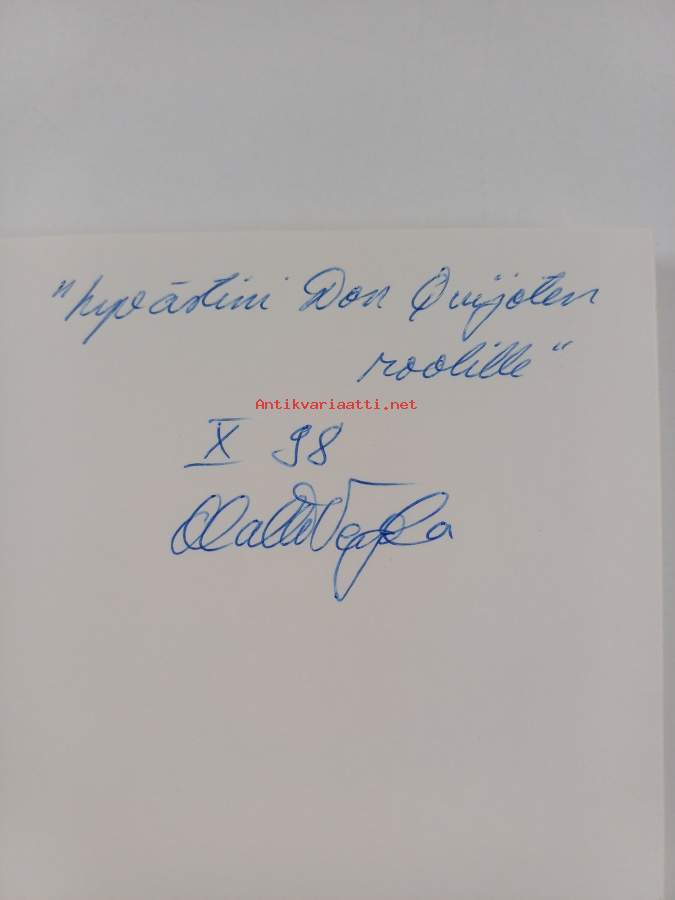 "hyvästini Don Quijoten
roolille"
Antikvariaatti.net
X 98